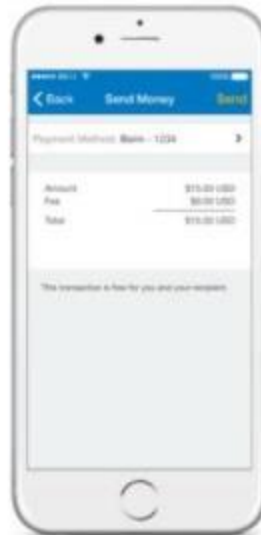 Back Send Money Send
Payment Method: Bank - 1234
Amount $15.00 USD
Fee $0.00 USD
Total $15.00 USD
This transaction is free for you and your recipient